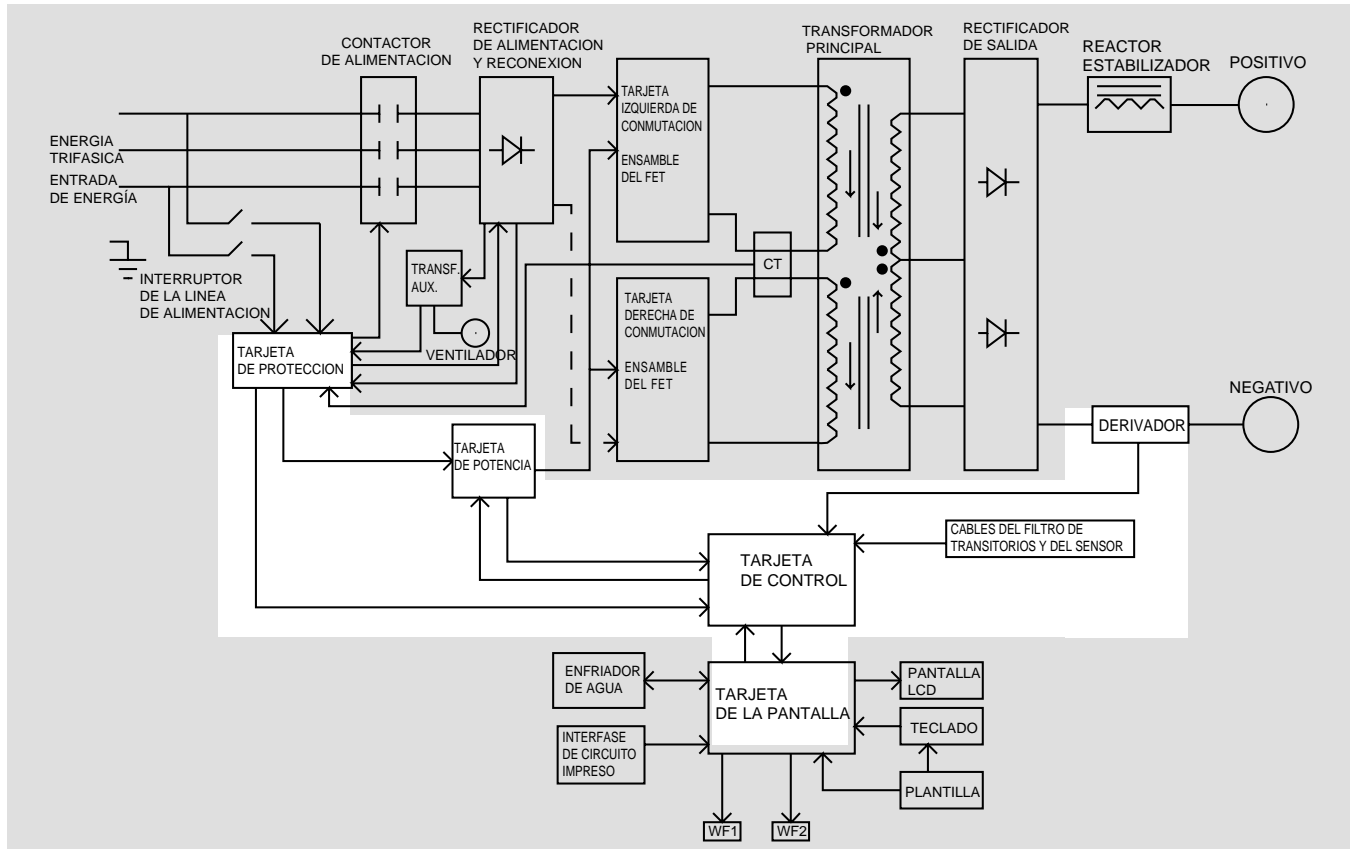 CONTACTOR
DE ALIMENTACION
RECTIFICADOR
DE ALIMENTACION
Y RECONEXION
TRANSFORMADOR
PRINCIPAL
RECTIFICADOR
DE SALIDA
REACTOR
ESTABILIZADOR
POSITIVO
TARJETA
IZQUIERDA DE
CONMUTACION
ENSAMBLE
DEL FET
ENERGIA
TRIFASICA
ENTRADA
DE ENERGÍA
INTERRUPTOR
DE LA LINEA
DE ALIMENTACION
TRANSF.
AUX.
VENTILADOR
CT
TARJETA
DERECHA DE
CONMUTACION
ENSAMBLE
DEL FET
TARJETA
DE PROTECCION
NEGATIVO
DERIVADOR
TARJETA
DE POTENCIA
CABLES DEL FILTRO DE
TRANSITORIOS Y DEL SENSOR
TARJETA
DE CONTROL
ENFRIADOR
DE AGUA
TARJETA
DE LA PANTALLA
PANTALLA
LCD
TECLADO
INTERFASE
DE CIRCUITO
IMPRESO
PLANTILLA
WF1
WF2